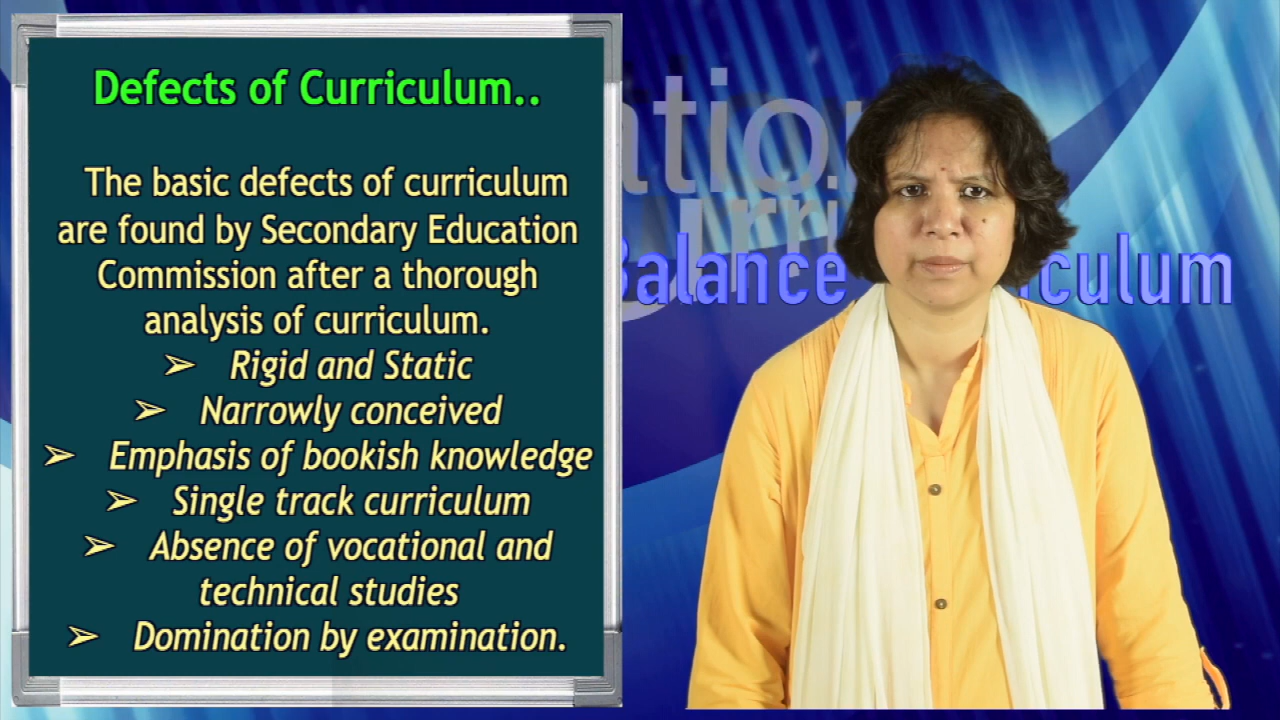 Defects of Curriculum..
The basic defects of curriculum
are found by Secondary Education
Commission after a thorough
analysis of curriculum.
➢ Rigid and Static
➢ Narrowly conceived
➢ Emphasis of bookish knowledge
➢ Single track curriculum
➢ Absence of vocational and
technical studies
➢ Domination by examination.
Balance